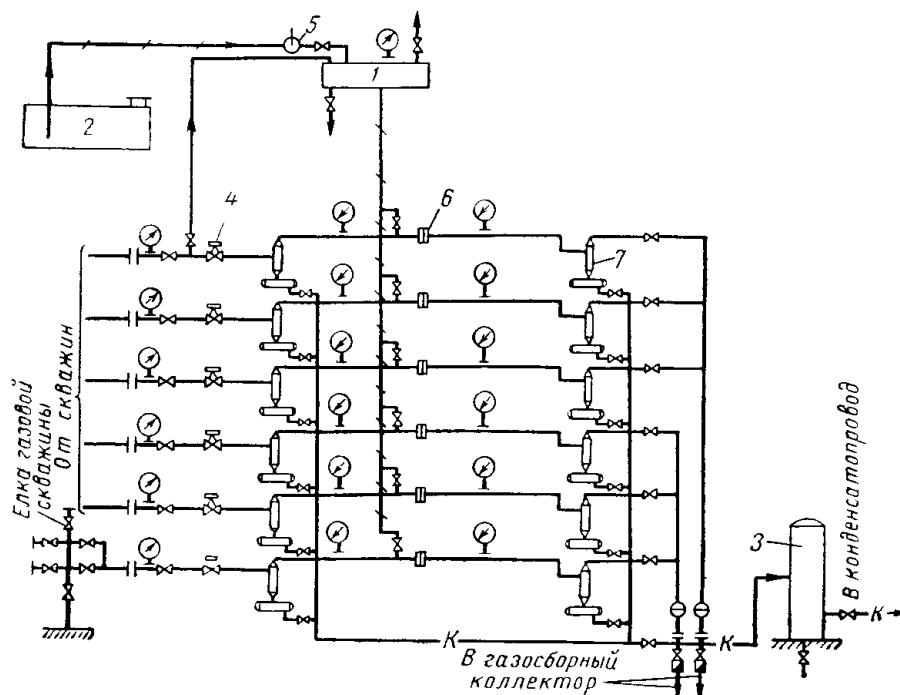 5
1
2
4
6
7
Елка газовой
скважины
От скважин
3
В конденсатопровод
К
К
К
В газосборный
коллектор